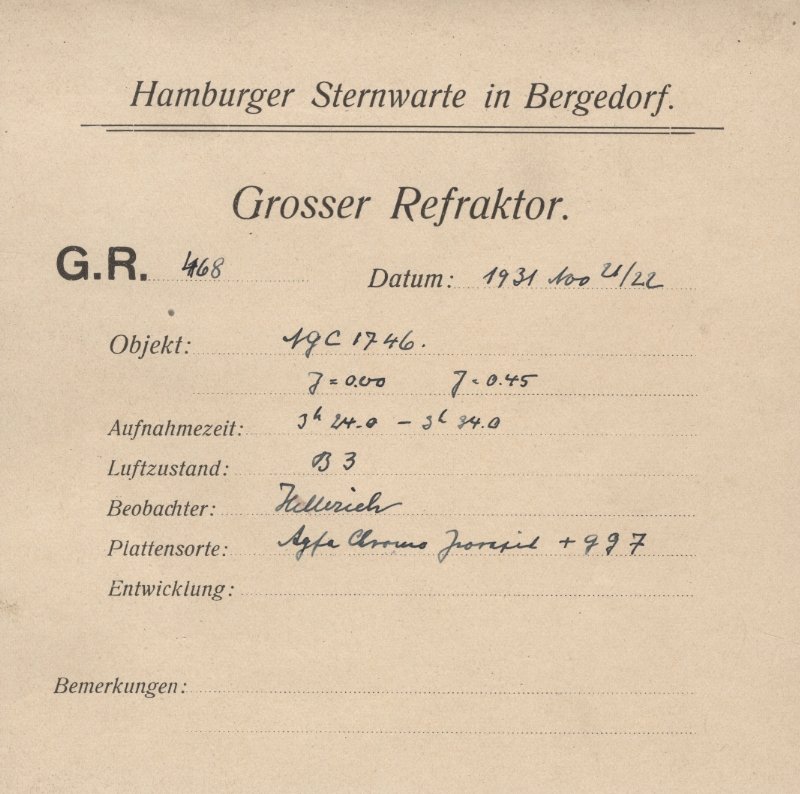 Hamburger Sternwarte in Bergedorf.
Grosser Refraktor.
G.R. 468
Datum: 1931 Nov 21/22
Objekt: NGC 1746.
J = 0.00 J = 0.45
Aufnahmezeit: 3h 24.0 - 3h 34.0
Luftzustand: B 3
Beobachter: Hellerich
Plattensorte: Agfa Chromo Isorapid + 997
Entwicklung:
Bemerkungen: